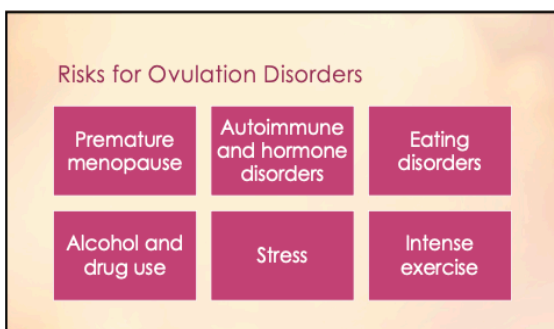 Risks for Ovulation Disorders
Premature
menopause
Autoimmune
and hormone
disorders
Eating
disorders
Alcohol and
drug use
Stress
Intense
exercise